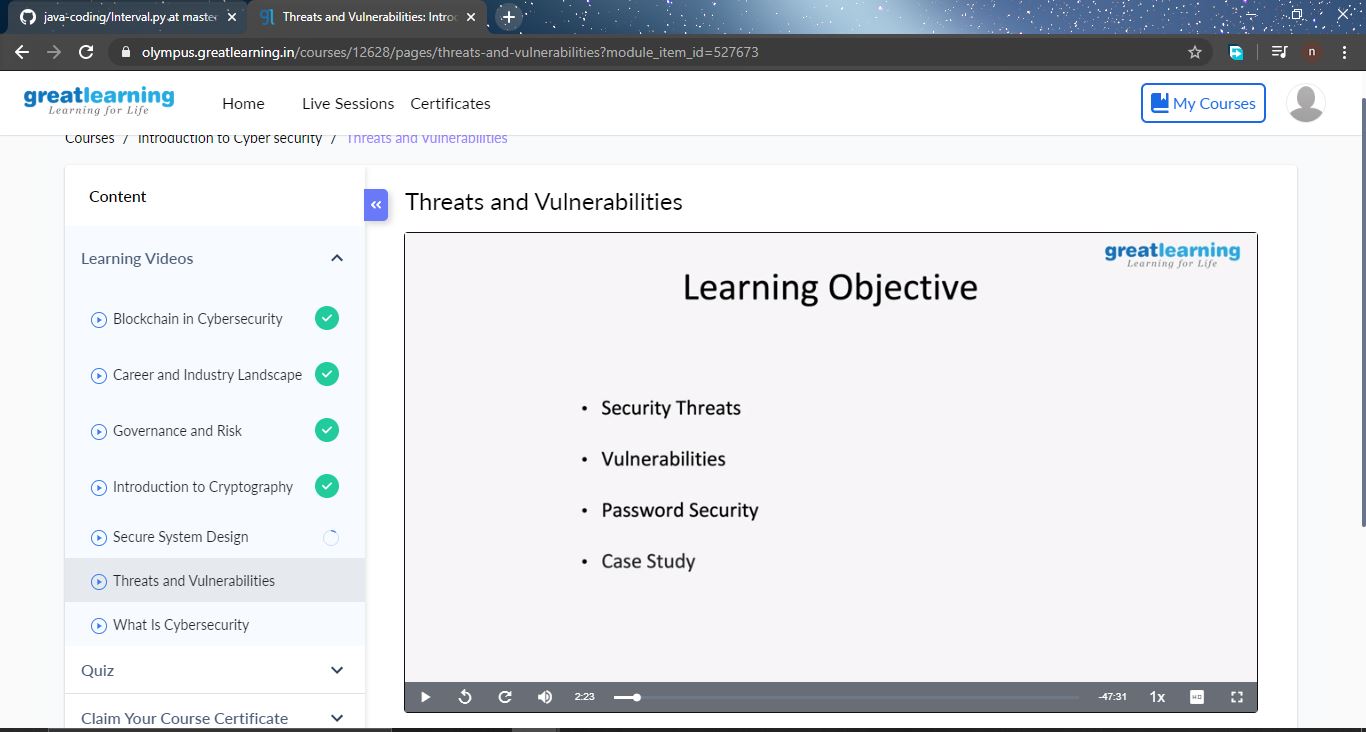 java-coding/Interval.py at maste
Threats and Vulnerabilities: Intro
olympus.greatlearning.in/courses/12628/pages/threats-and-vulnerabilities?module_item_id=527673
n
greatlearning
Learning for Life
Home
Live Sessions
Certificates
My Courses
Courses / Introduction to Cyber security / Threats and Vulnerabilities
Content
Learning Videos
Blockchain in Cybersecurity
Career and Industry Landscape
Governance and Risk
Introduction to Cryptography
Secure System Design
Threats and Vulnerabilities
What Is Cybersecurity
Quiz
Claim Your Course Certificate
Threats and Vulnerabilities
greatlearning
Learning for Life
Learning Objective
• Security Threats
• Vulnerabilities
• Password Security
• Case Study
2:23
-47:31
1x
HD